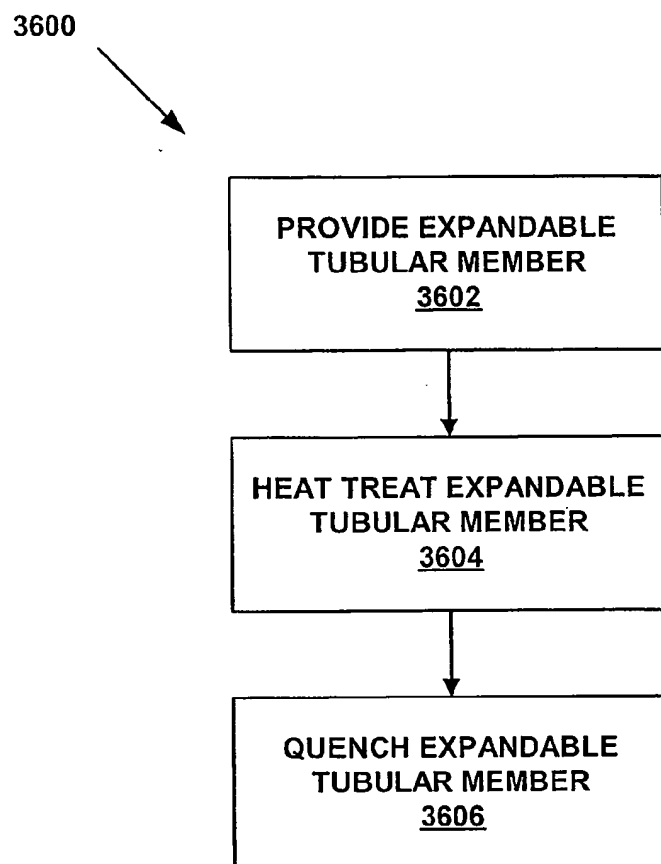 3600
PROVIDE EXPANDABLE
TUBULAR MEMBER
3602
HEAT TREAT EXPANDABLE
TUBULAR MEMBER
3604
QUENCH EXPANDABLE
TUBULAR MEMBER
3606